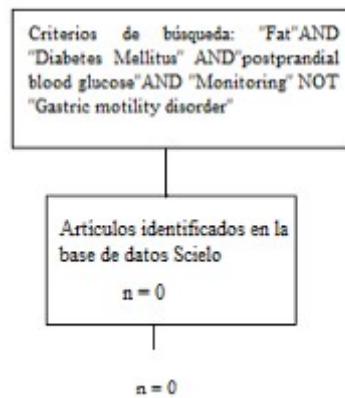 Criterios de búsqueda: "Fat"AND
"Diabetes Mellitus" AND"postprandial
blood glucose"AND "Monitoring" NOT
"Gastric motility disorder"
Artículos identificados en la
base de datos Scielo
n = 0
n = 0